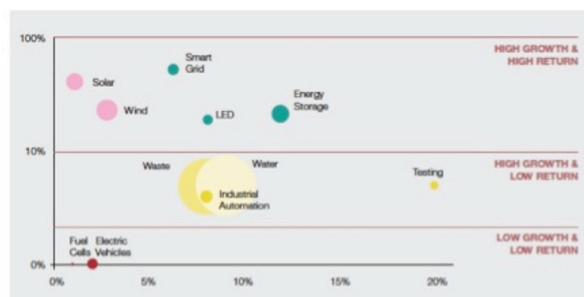 100%
HIGH GROWTH &
HIGH RETURN
Smart
Grid
Solar
Energy
Storage
Wind
LED
10%
HIGH GROWTH &
LOW RETURN
Waste
Water
Testing
Industrial
Automation
LOW GROWTH &
LOW RETURN
Fuel Electric
Cells Vehicles
0%
0% 5% 10% 15% 20%